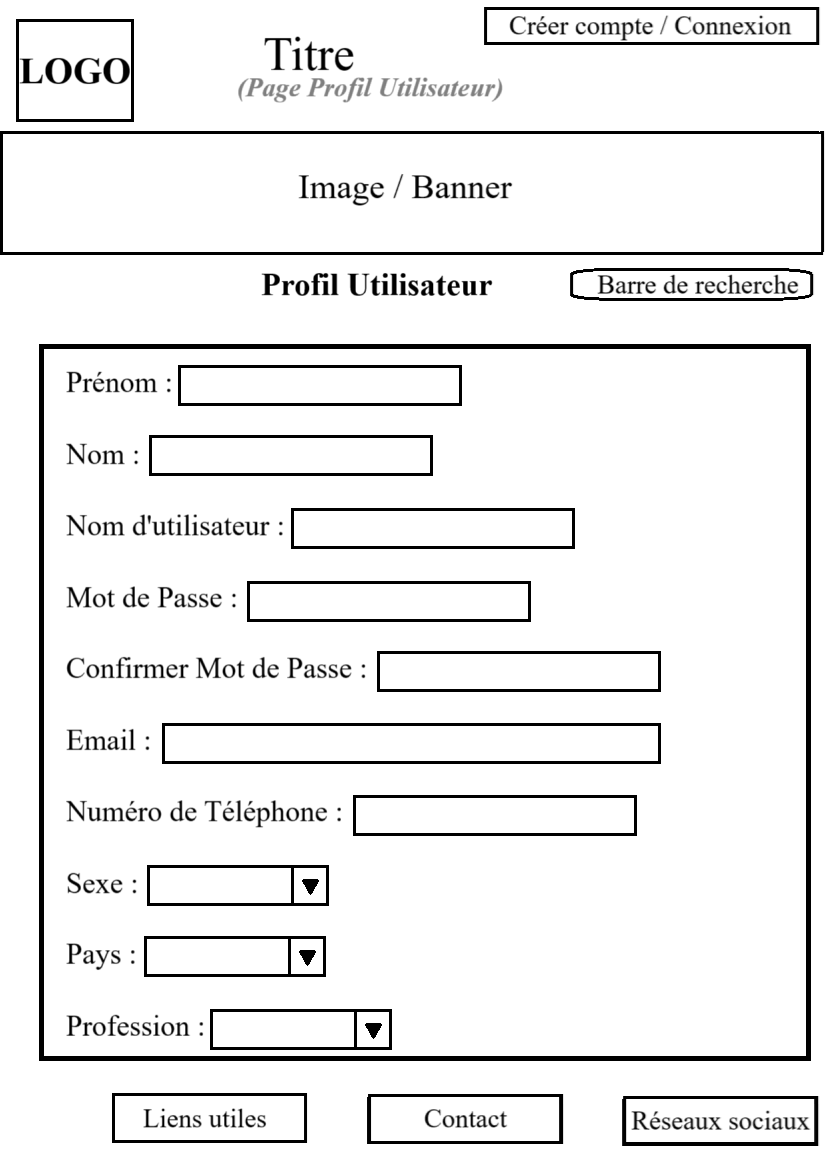 Créer compte / Connexion
LOGO
Titre
(Page Profil Utilisateur)
Image / Banner
Profil Utilisateur
Barre de recherche
Prénom :
Nom :
Nom d'utilisateur :
Mot de Passe :
Confirmer Mot de Passe :
Email :
Numéro de Téléphone :
Sexe :
Pays :
Profession :
Liens utiles
Contact
Réseaux sociaux